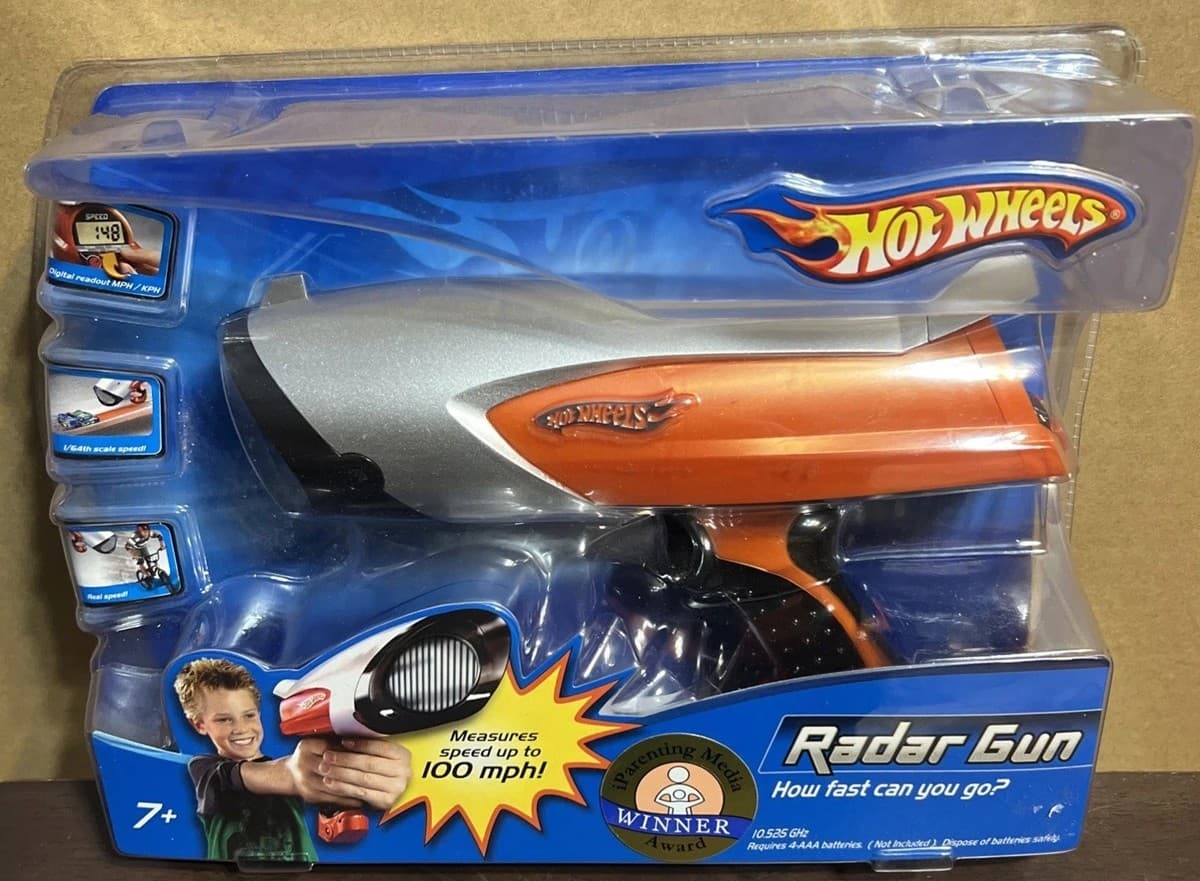 HOT WHEELS®
SPEED
148
Digital readout MPH / KPH
HOT WHEELS
1/64th scale speed!
Real speed!
Measures
speed up to
100 mph!
7+
iParenting Media
WINNER
Award
Radar Gun
How fast can you go?
10.525 GHz
Requires 4-AAA batteries. (Not Included) Dispose of batteries safely.